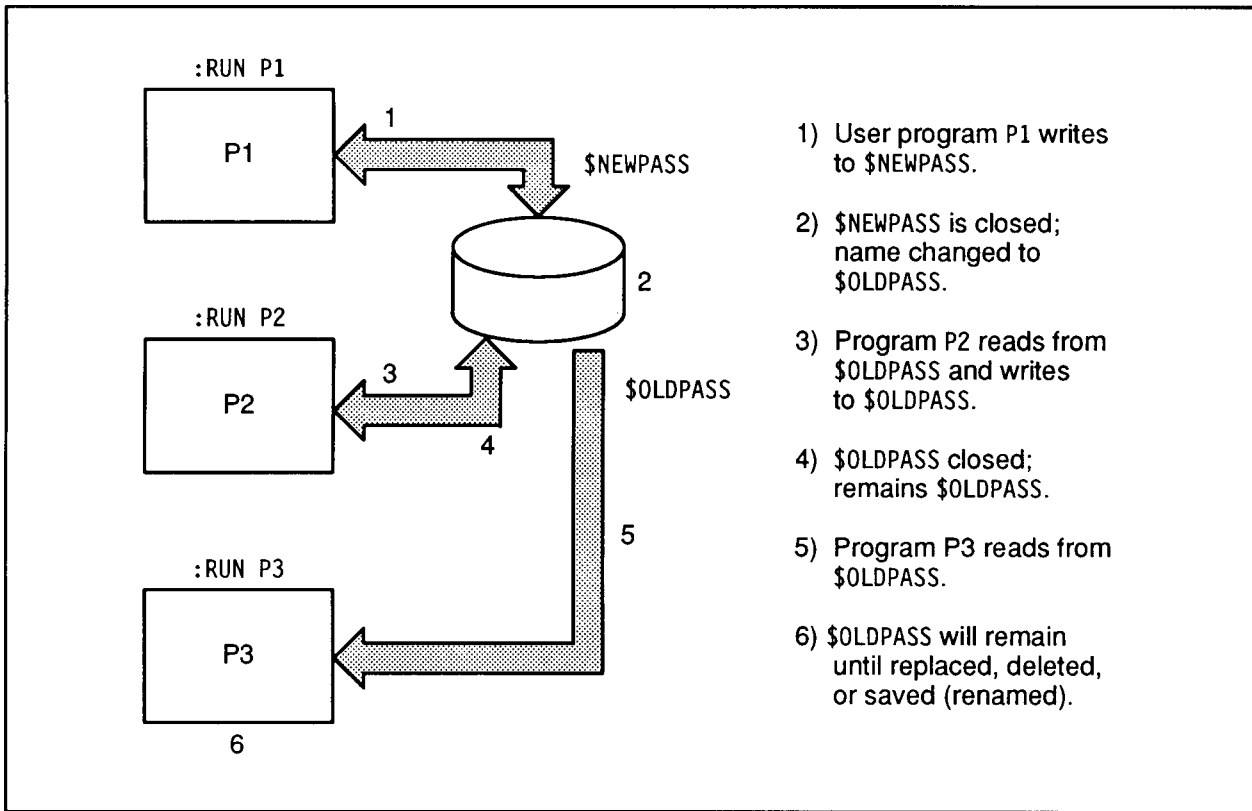 :RUN P1
P1
1
$NEWPASS
2
:RUN P2
P2
3
4
$OLDPASS
5
:RUN P3
P3
6
1) User program P1 writes
to $NEWPASS.
2) $NEWPASS is closed;
name changed to
$OLDPASS.
3) Program P2 reads from
$OLDPASS and writes
to $OLDPASS.
4) $OLDPASS closed;
remains $OLDPASS.
5) Program P3 reads from
$OLDPASS.
6) $OLDPASS will remain
until replaced, deleted,
or saved (renamed).